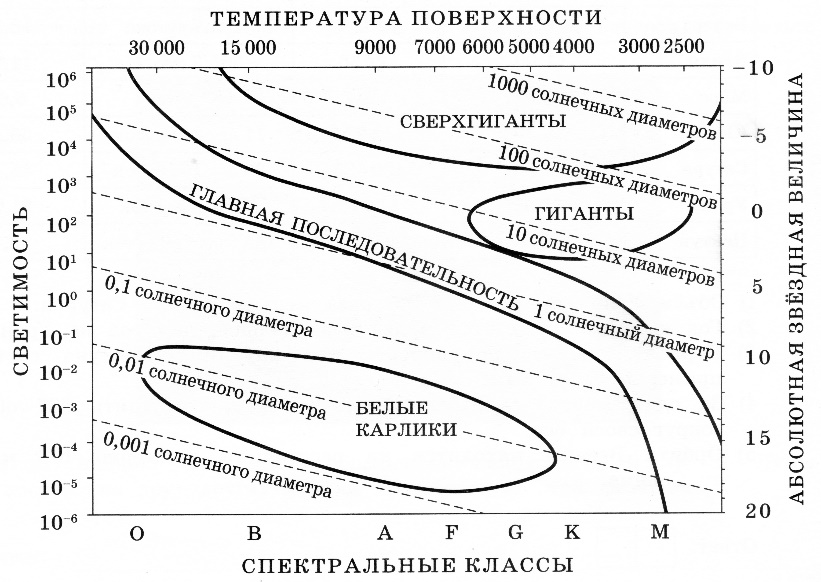 ТЕМПЕРАТУРА ПОВЕРХНОСТИ
30 000 15 000 9000 7000 6000 5000 4000 3000 2500
СВЕТИМОСТЬ
10⁶
10⁵
10⁴
10³
10²
10¹
10⁰
10⁻¹
10⁻²
10⁻³
10⁻⁴
10⁻⁵
10⁻⁶
1000 солнечных диаметров
СВЕРХГИГАНТЫ
100 солнечных диаметров
ГИГАНТЫ
10 солнечных диаметров
ГЛАВНАЯ ПОСЛЕДОВАТЕЛЬНОСТЬ
1 солнечный диаметр
0,1 солнечного диаметра
0,01 солнечного диаметра
БЕЛЫЕ
КАРЛИКИ
0,001 солнечного диаметра
−10
−5
0
5
10
15
20
АБСОЛЮТНАЯ ЗВЁЗДНАЯ ВЕЛИЧИНА
O B A F G K M
СПЕКТРАЛЬНЫЕ КЛАССЫ